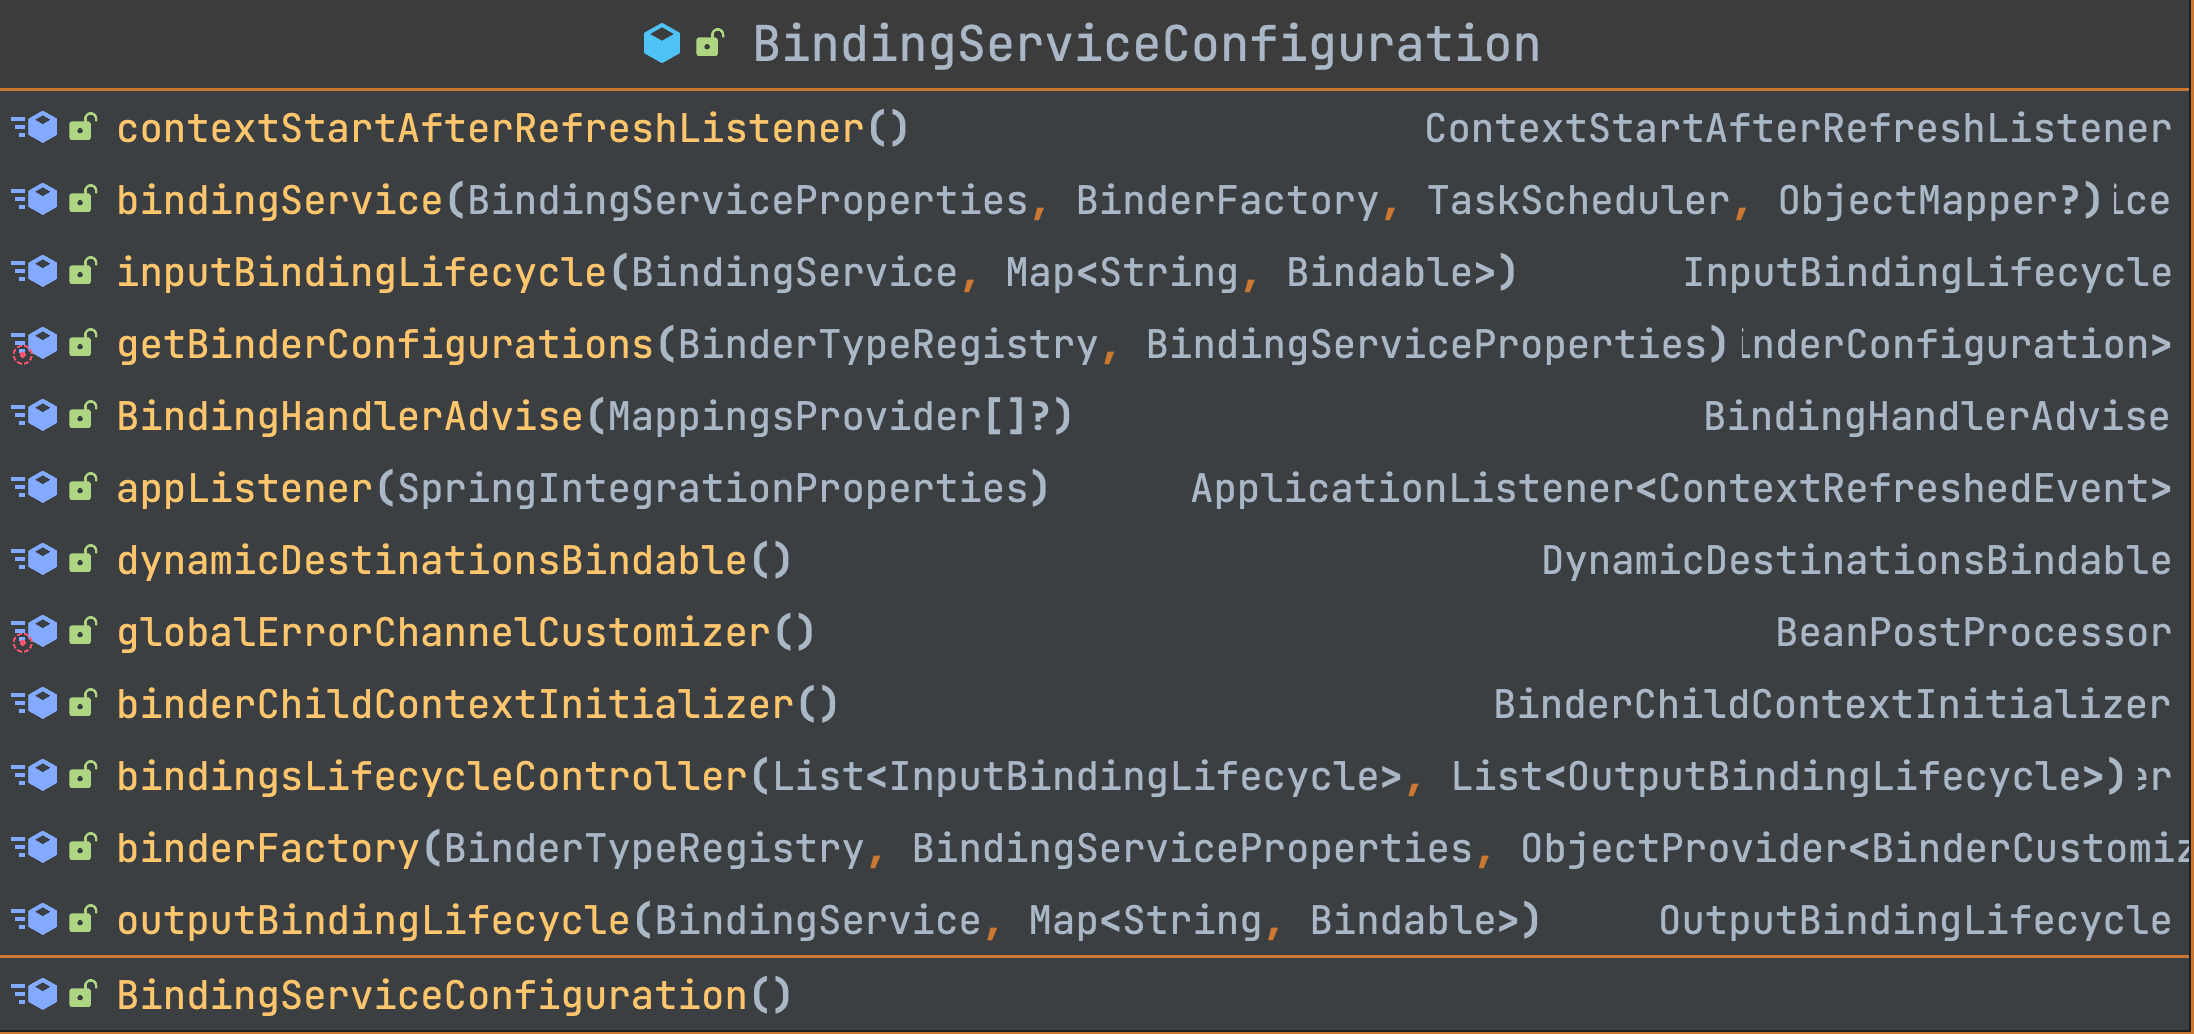 BindingServiceConfiguration
contextStartAfterRefreshListener() ContextStartAfterRefreshListener
bindingService(BindingServiceProperties, BinderFactory, TaskScheduler, ObjectMapper?) ice
inputBindingLifecycle(BindingService, Map<String, Bindable>) InputBindingLifecycle
getBinderConfigurations(BinderTypeRegistry, BindingServiceProperties) inderConfiguration>
BindingHandlerAdvise(MappingsProvider[]?) BindingHandlerAdvise
appListener(SpringIntegrationProperties) ApplicationListener<ContextRefreshedEvent>
dynamicDestinationsBindable() DynamicDestinationsBindable
globalErrorChannelCustomizer() BeanPostProcessor
binderChildContextInitializer() BinderChildContextInitializer
bindingsLifecycleController(List<InputBindingLifecycle>, List<OutputBindingLifecycle>) er
binderFactory(BinderTypeRegistry, BindingServiceProperties, ObjectProvider<BinderCustomiz
outputBindingLifecycle(BindingService, Map<String, Bindable>) OutputBindingLifecycle
BindingServiceConfiguration()